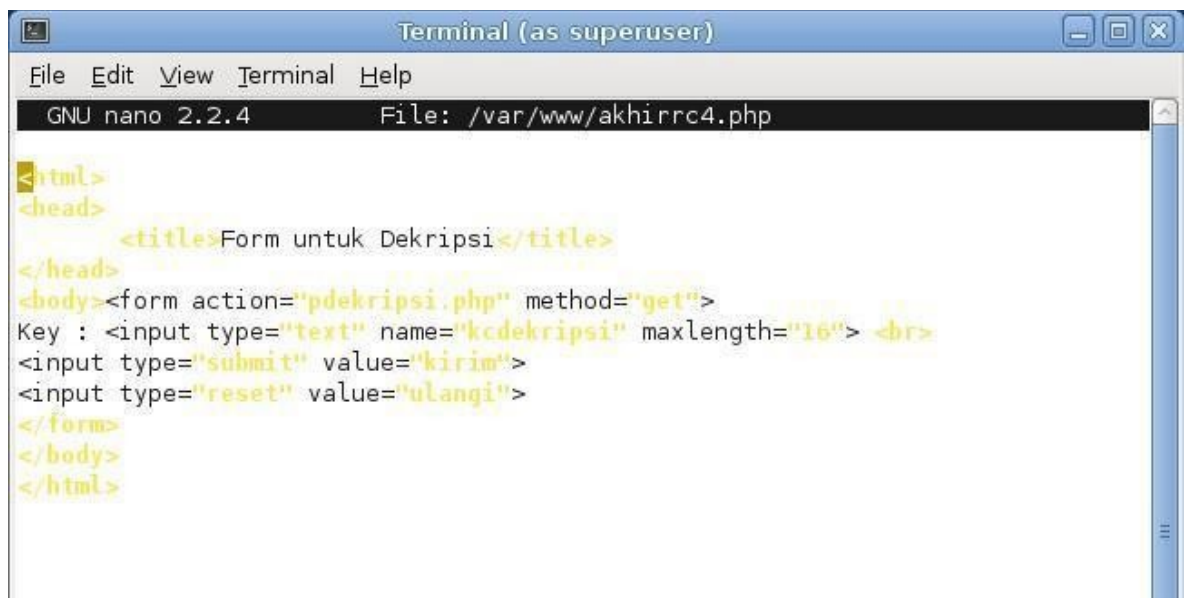 Terminal (as superuser)
File Edit View Terminal Help
GNU nano 2.2.4 File: /var/www/akhirrc4.php
<html>
<head>
<title>Form untuk Dekripsi</title>
</head>
<body><form action="pdekripsi.php" method="get">
Key : <input type="text" name="kcdekripsi" maxlength="16"> <br>
<input type="submit" value="kirim">
<input type="reset" value="ulangi">
</form>
</body>
</html>